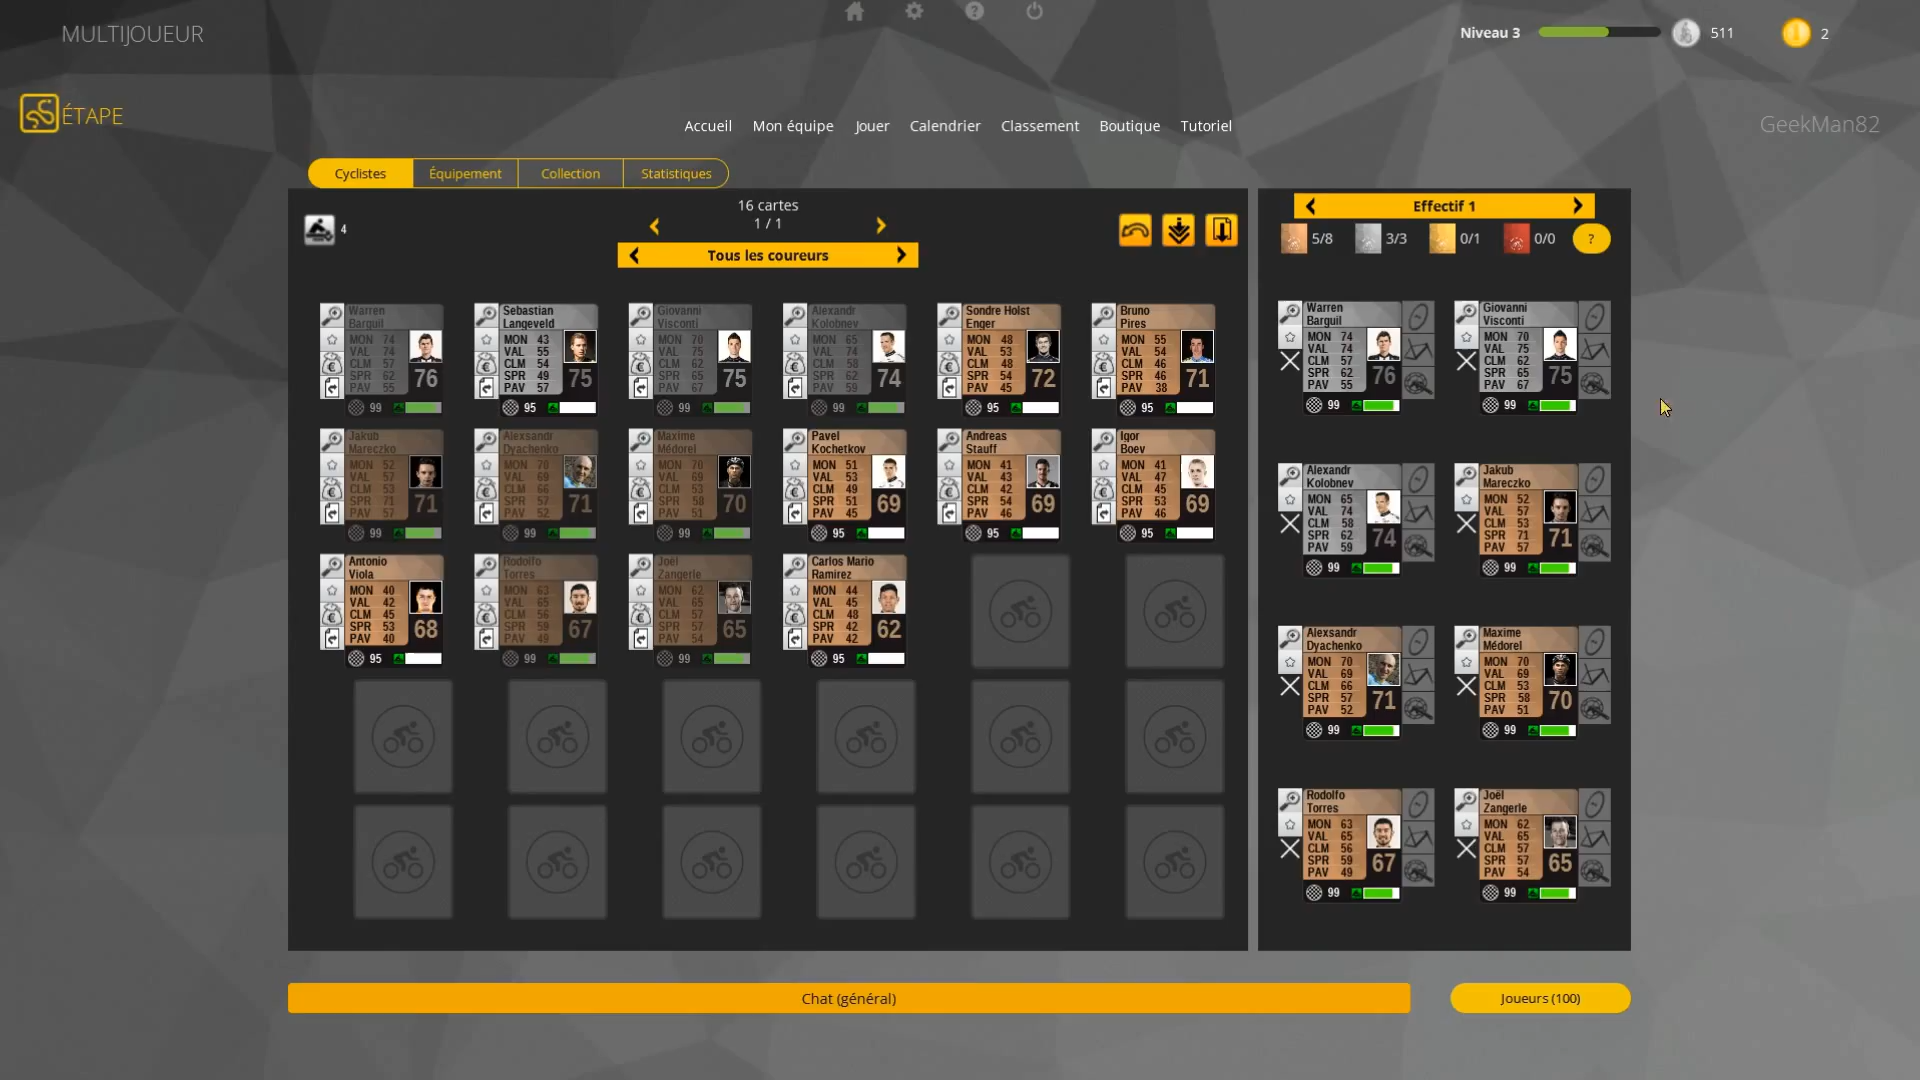 MULTIJOUEUR
Niveau 3
511
2
ÉTAPE
Accueil Mon équipe Jouer Calendrier Classement Boutique Tutoriel
GeekMan82
Cyclistes Équipement Collection Statistiques
4
16 cartes
1 / 1
Tous les coureurs
Effectif 1
5/8 3/3 0/1 0/0 ?
Warren
Barguil
MON 74
VAL 74
CLM 57
SPR 62
PAV 55
76
99
Sebastian
Langeveld
MON 43
VAL 55
CLM 54
SPR 49
PAV 57
75
95
Giovanni
Visconti
MON 70
VAL 75
CLM 62
SPR 65
PAV 67
75
99
Alexandr
Kolobnev
MON 65
VAL 74
CLM 58
SPR 62
PAV 59
74
99
Sondre Holst
Enger
MON 48
VAL 53
CLM 48
SPR 54
PAV 45
72
95
Bruno
Pires
MON 55
VAL 54
CLM 46
SPR 46
PAV 38
71
95
Jakub
Mareczko
MON 52
VAL 57
CLM 53
SPR 71
PAV 57
71
99
Alexsandr
Dyachenko
MON 70
VAL 69
CLM 66
SPR 57
PAV 52
71
99
Maxime
Médorel
MON 70
VAL 69
CLM 53
SPR 58
PAV 51
70
99
Pavel
Kochetkov
MON 51
VAL 53
CLM 49
SPR 51
PAV 45
69
95
Andreas
Stauff
MON 41
VAL 43
CLM 42
SPR 54
PAV 46
69
95
Igor
Boev
MON 41
VAL 47
CLM 45
SPR 53
PAV 46
69
95
Antonio
Viola
MON 40
VAL 42
CLM 45
SPR 53
PAV 40
68
95
Rodolfo
Torres
MON 63
VAL 65
CLM 56
SPR 59
PAV 49
67
99
Joël
Zangerle
MON 62
VAL 65
CLM 57
SPR 57
PAV 54
65
99
Carlos Mario
Ramirez
MON 44
VAL 45
CLM 48
SPR 42
PAV 42
62
95
Warren
Barguil
MON 74
VAL 74
CLM 57
SPR 62
PAV 55
76
99
Giovanni
Visconti
MON 70
VAL 75
CLM 62
SPR 65
PAV 67
75
99
Alexandr
Kolobnev
MON 65
VAL 74
CLM 58
SPR 62
PAV 59
74
99
Jakub
Mareczko
MON 52
VAL 57
CLM 53
SPR 71
PAV 57
71
99
Alexsandr
Dyachenko
MON 70
VAL 69
CLM 66
SPR 57
PAV 52
71
99
Maxime
Médorel
MON 70
VAL 69
CLM 53
SPR 58
PAV 51
70
99
Rodolfo
Torres
MON 63
VAL 65
CLM 56
SPR 59
PAV 49
67
99
Joël
Zangerle
MON 62
VAL 65
CLM 57
SPR 57
PAV 54
65
99
Chat (général)
Joueurs (100)